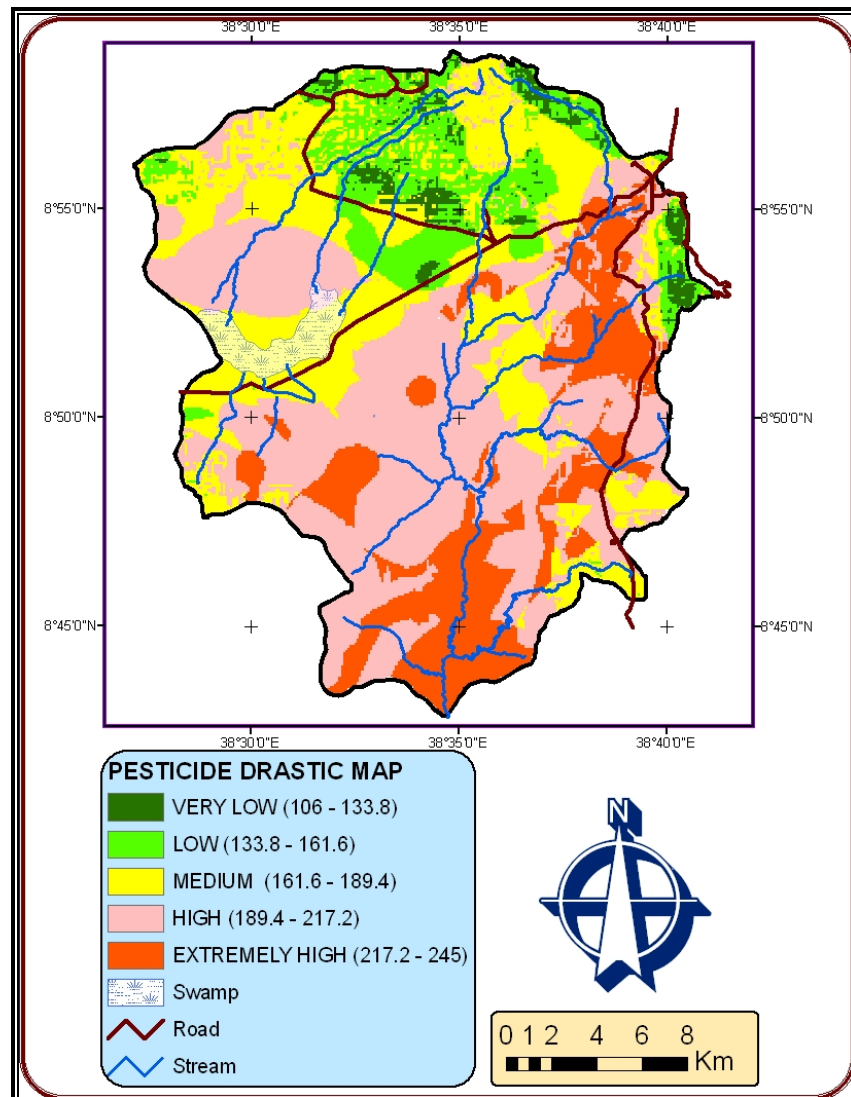 38°30'0"E 38°35'0"E 38°40'0"E
8°55'0"N 8°55'0"N
8°50'0"N 8°50'0"N
8°45'0"N 8°45'0"N
38°30'0"E 38°35'0"E 38°40'0"E
PESTICIDE DRASTIC MAP
VERY LOW (106 - 133.8)
LOW (133.8 - 161.6)
MEDIUM (161.6 - 189.4)
HIGH (189.4 - 217.2)
EXTREMELY HIGH (217.2 - 245)
Swamp
Road
Stream
N
0 1 2 4 6 8
Km